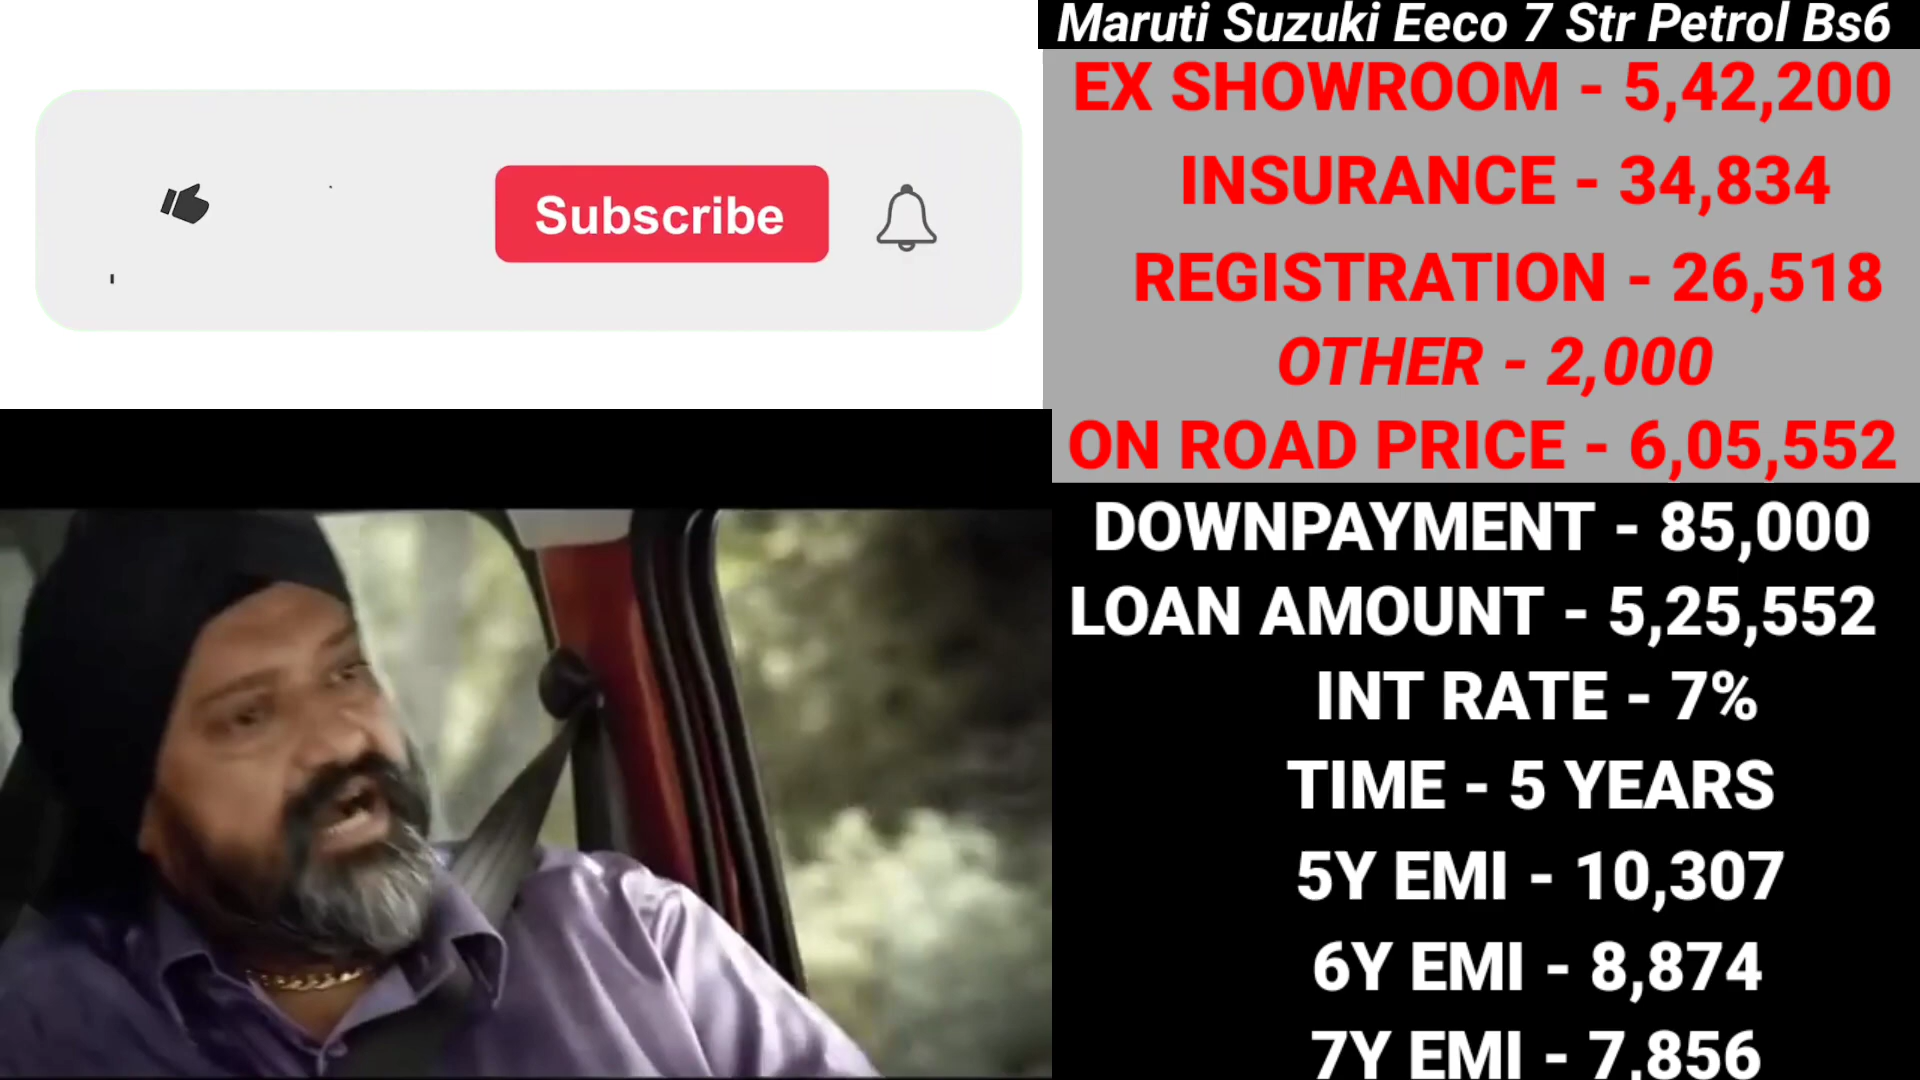 Subscribe
Maruti Suzuki Eeco 7 Str Petrol Bs6
EX SHOWROOM - 5,42,200
INSURANCE - 34,834
REGISTRATION - 26,518
OTHER - 2,000
ON ROAD PRICE - 6,05,552
DOWNPAYMENT - 85,000
LOAN AMOUNT - 5,25,552
INT RATE - 7%
TIME - 5 YEARS
5Y EMI - 10,307
6Y EMI - 8,874
7Y EMI - 7,856